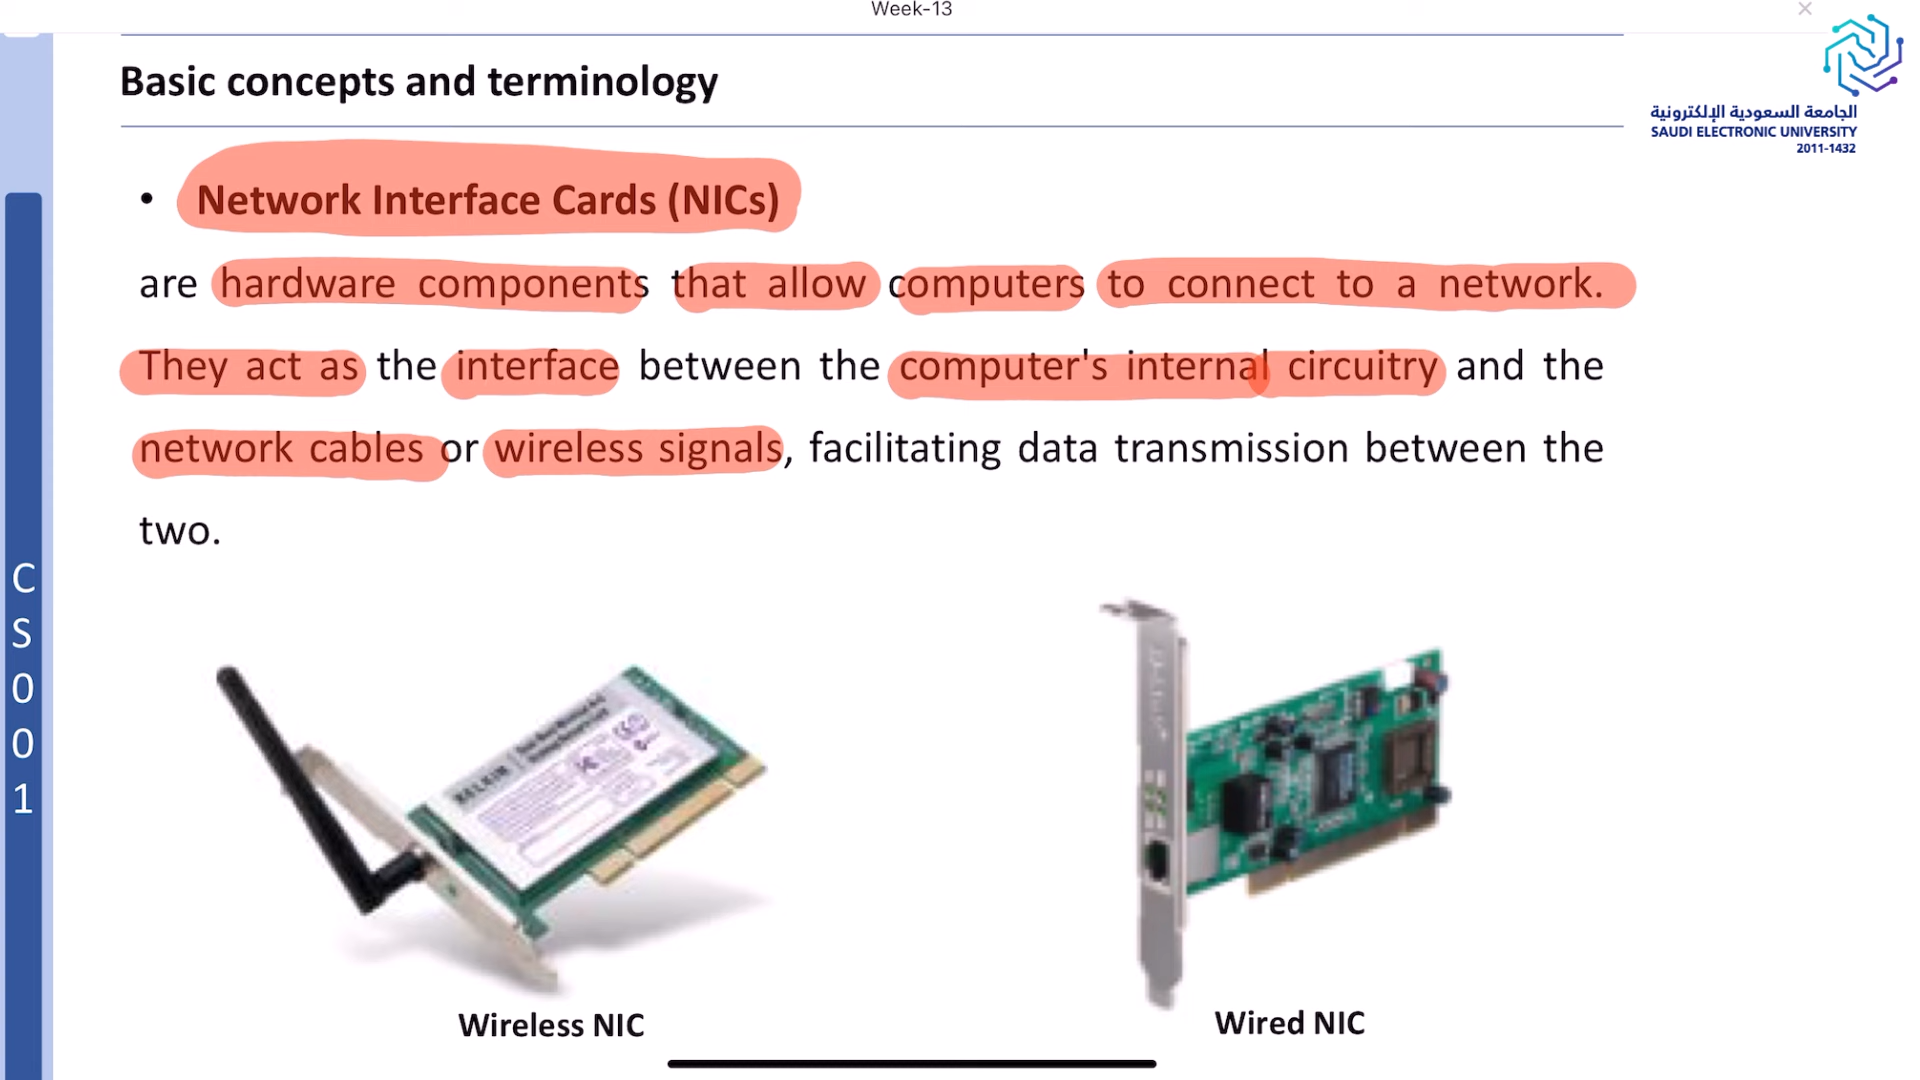 Week-13
Basic concepts and terminology
الجامعة السعودية الإلكترونية
SAUDI ELECTRONIC UNIVERSITY
2011-1432
• Network Interface Cards (NICs)
are hardware components that allow computers to connect to a network.
They act as the interface between the computer's internal circuitry and the
network cables or wireless signals, facilitating data transmission between the
two.
C
S
0
0
1
Wireless NIC
Wired NIC